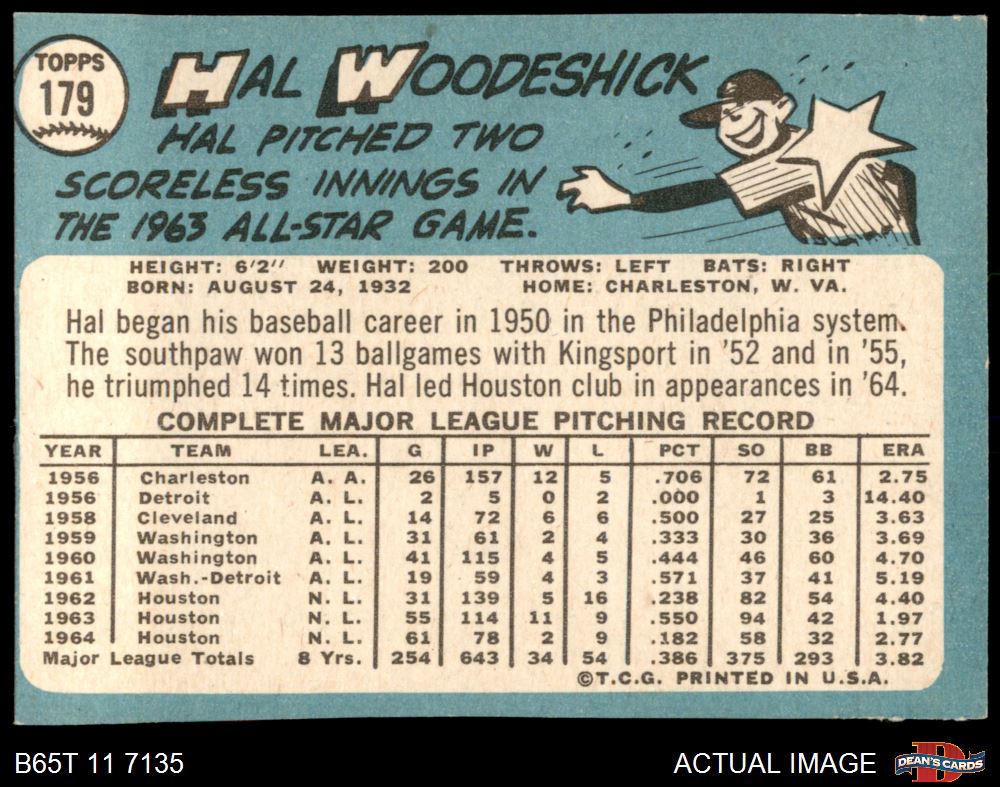 TOPPS
179
HAL WOODESHICK
HAL PITCHED TWO
SCORELESS INNINGS IN
THE 1963 ALL-STAR GAME.
HEIGHT: 6'2" WEIGHT: 200 THROWS: LEFT BATS: RIGHT
BORN: AUGUST 24, 1932 HOME: CHARLESTON, W. VA.
Hal began his baseball career in 1950 in the Philadelphia system.
The southpaw won 13 ballgames with Kingsport in '52 and in '55,
he triumphed 14 times. Hal led Houston club in appearances in '64.
COMPLETE MAJOR LEAGUE PITCHING RECORD
YEAR TEAM LEA. G IP W L PCT SO BB ERA
1956 Charleston A. A. 26 157 12 5 .706 72 61 2.75
1956 Detroit A. L. 2 5 0 2 .000 1 3 14.40
1958 Cleveland A. L. 14 72 6 6 .500 27 25 3.63
1959 Washington A. L. 31 61 2 4 .333 30 36 3.69
1960 Washington A. L. 41 115 4 5 .444 46 60 4.70
1961 Wash.-Detroit A. L. 19 59 4 3 .571 37 41 5.19
1962 Houston N. L. 31 139 5 16 .238 82 54 4.40
1963 Houston N. L. 55 114 11 9 .550 94 42 1.97
1964 Houston N. L. 61 78 2 9 .182 58 32 2.77
Major League Totals 8 Yrs. 254 643 34 54 .386 375 293 3.82
©T.C.G. PRINTED IN U.S.A.
B65T 11 7135
ACTUAL IMAGE
DEAN'S CARDS